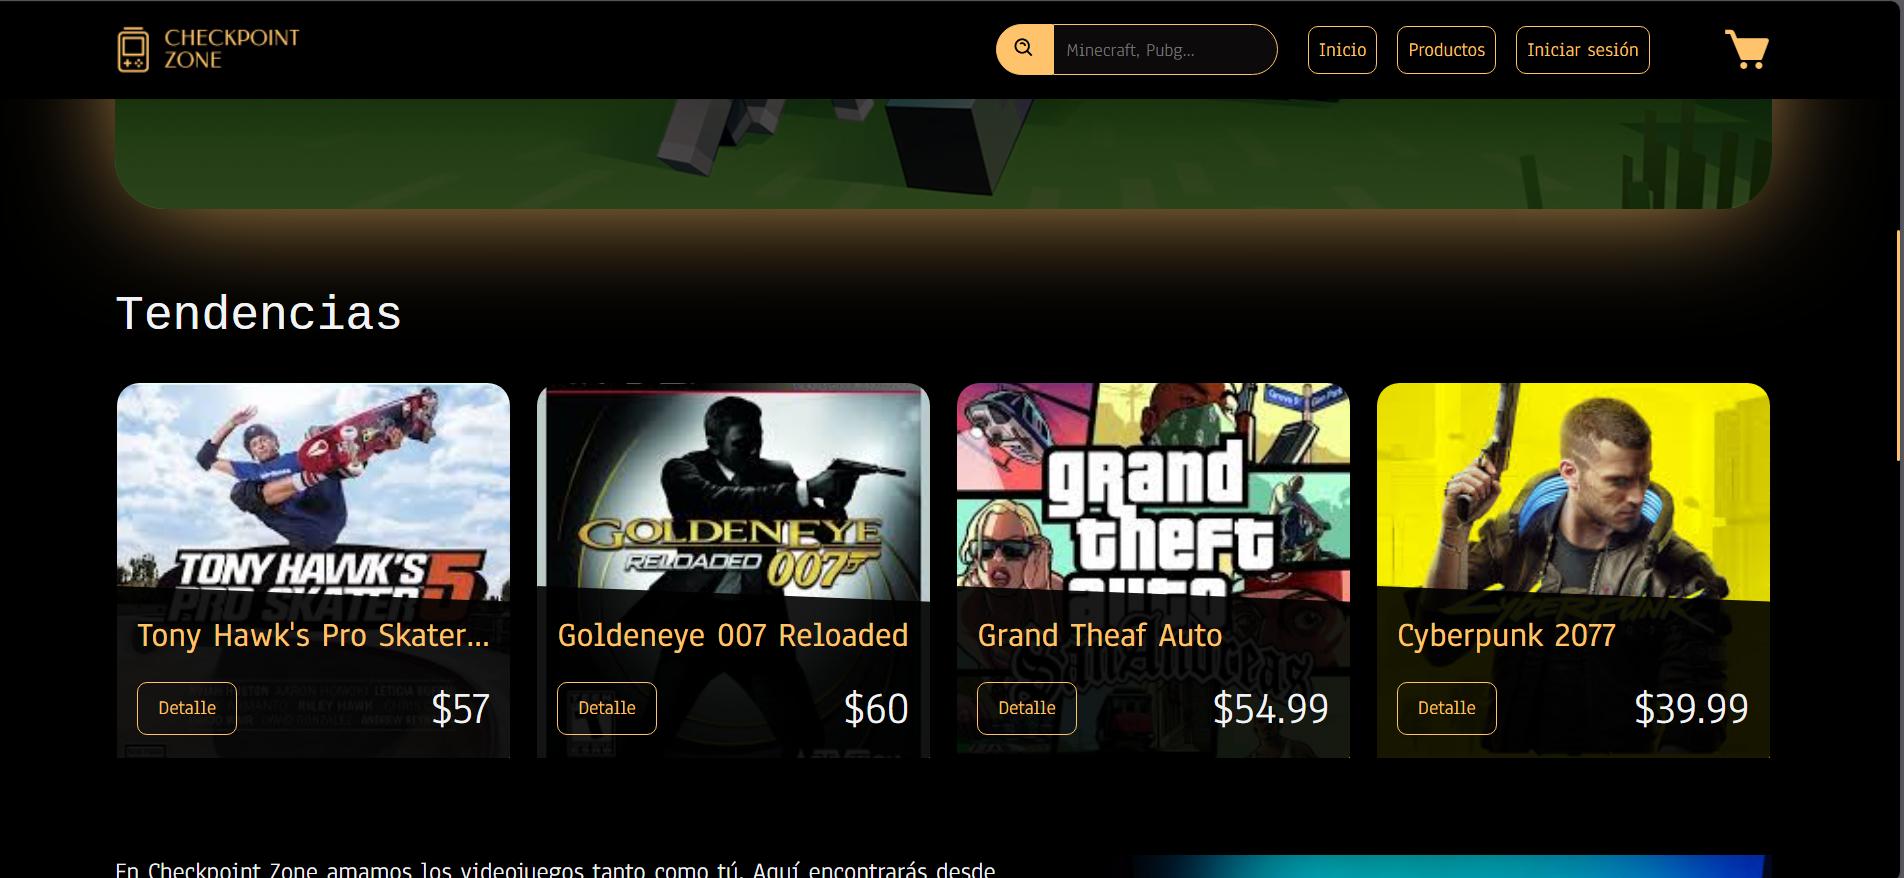 CHECKPOINT
ZONE
Minecraft, Pubg...
Inicio
Productos
Iniciar sesión
Tendencias
TONY HAWK'S
PRO SKATER 5
Tony Hawk's Pro Skater...
Detalle
$57
GOLDENEYE
RELOADED 007
Goldeneye 007 Reloaded
Detalle
$60
grand
theft
auto
San Andreas
Grand Theaf Auto
Detalle
$54.99
CYBERPUNK
Cyberpunk 2077
Detalle
$39.99
En Checkpoint Zone amamos los videojuegos tanto como tú. Aquí encontrarás desde